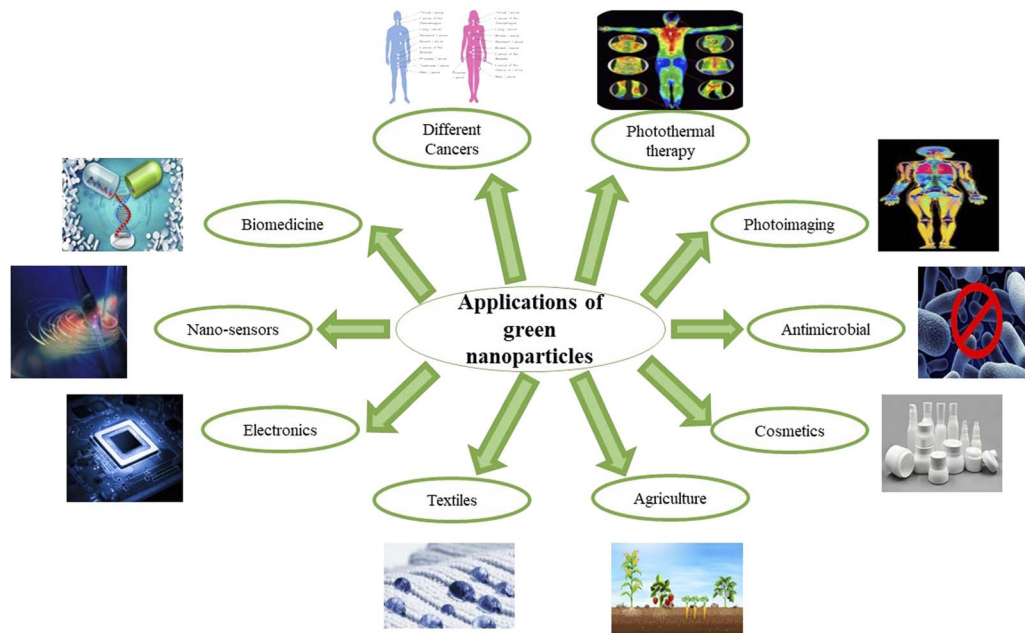 Different
Cancers
Photothermal
therapy
Biomedicine
Photoimaging
Applications of
green
nanoparticles
Nano-sensors
Antimicrobial
Electronics
Cosmetics
Textiles
Agriculture